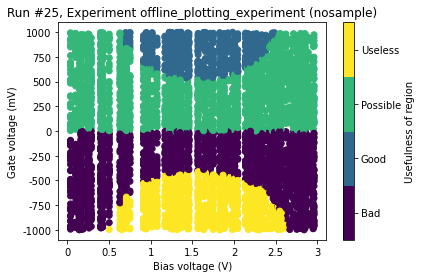 Run #25, Experiment offline_plotting_experiment (nosample)
1000
750
500
250
0
-250
-500
-750
-1000
Gate voltage (mV)
0
0.5
1
1.5
2
2.5
3
Bias voltage (V)
Useless
Possible
Good
Bad
Usefulness of region